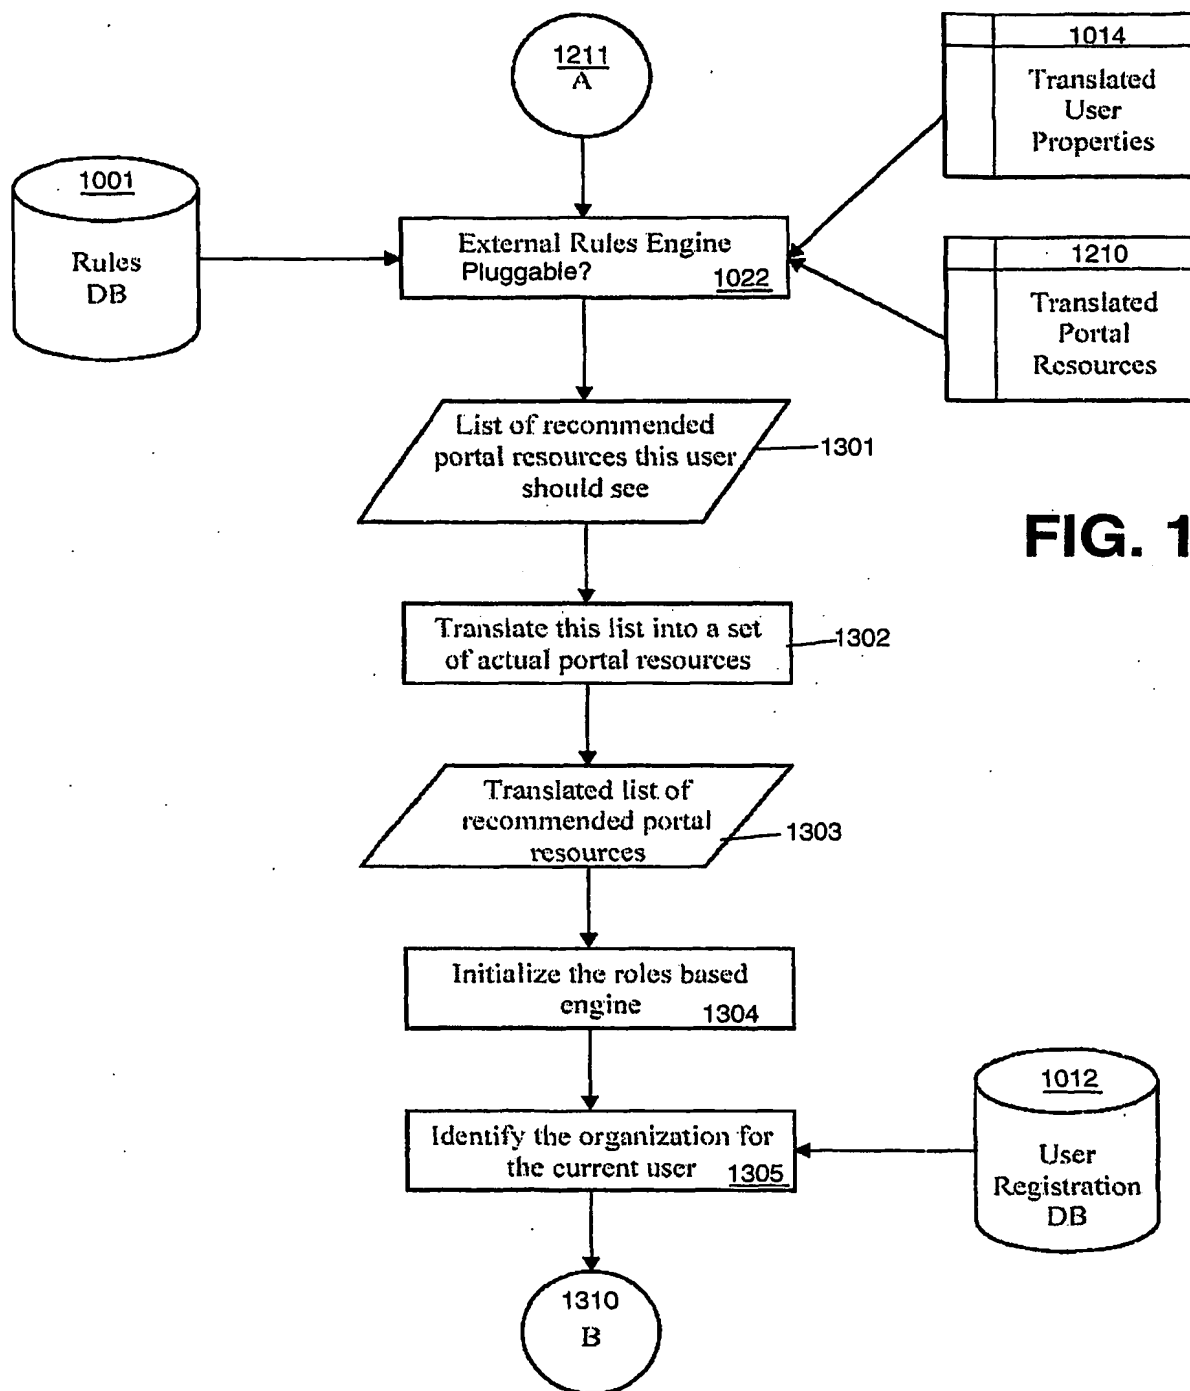 1211
A
1014
Translated
User
Properties
1001
Rules
DB
External Rules Engine
Pluggable?
1022
1210
Translated
Portal
Resources
List of recommended
portal resources this user
should see
1301
FIG. 1
Translate this list into a set
of actual portal resources
1302
Translated list of
recommended portal
resources
1303
Initialize the roles based
engine
1304
Identify the organization for
the current user
1305
1012
User
Registration
DB
1310
B